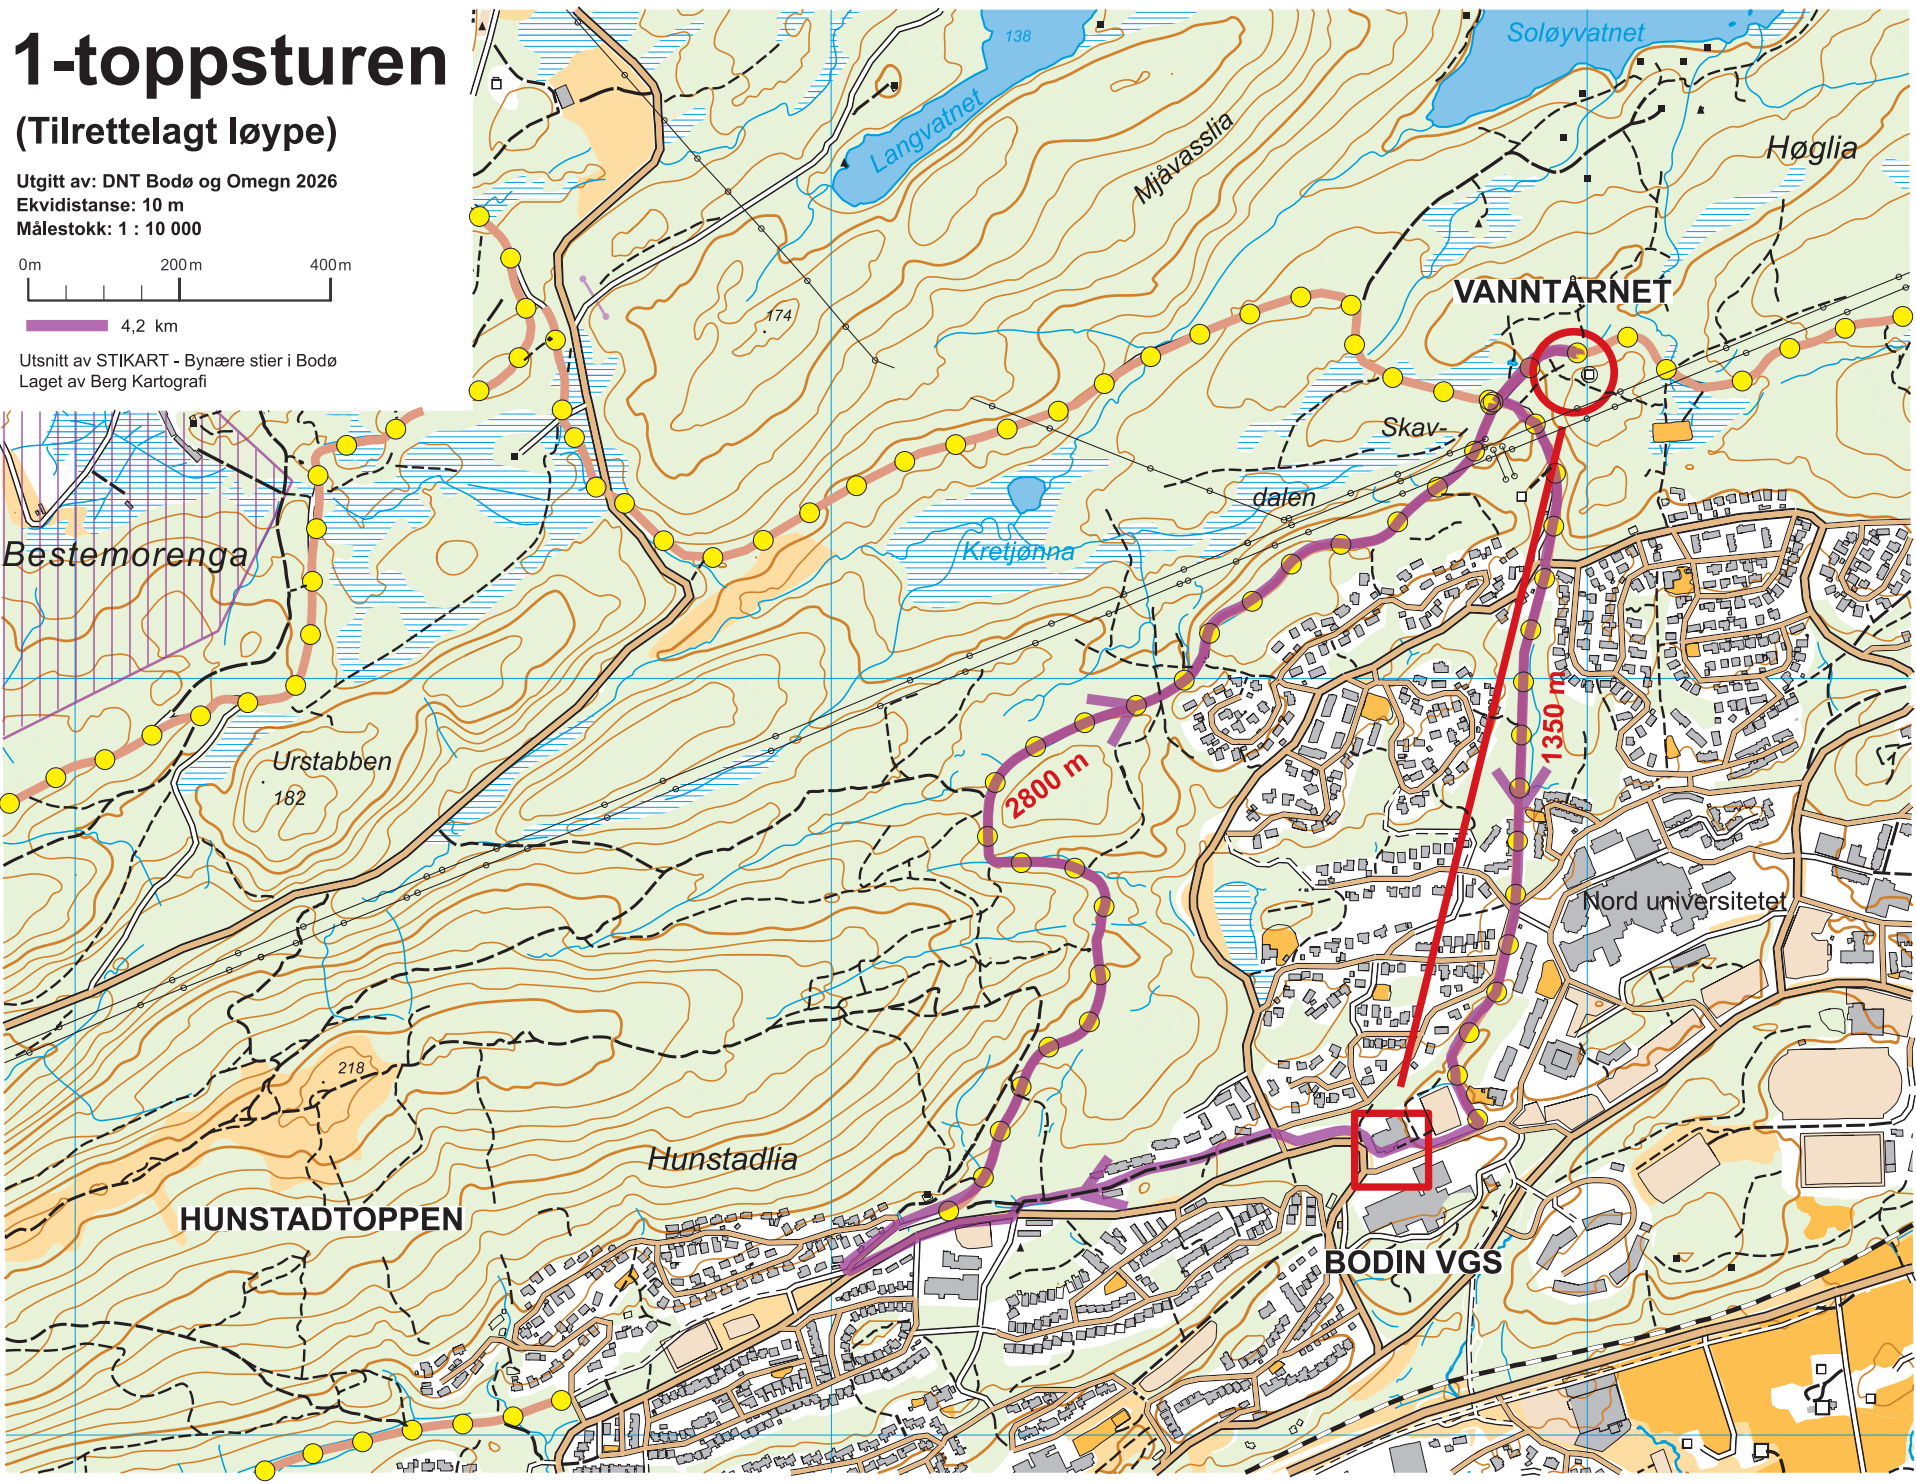 1-toppsturen
(Tilrettelagt løype)
Utgitt av: DNT Bodø og Omegn 2026
Ekvidistanse: 10 m
Målestokk: 1 : 10 000
0m 200m 400m
4,2 km
Utsnitt av STIKART - Bynære stier i Bodø
Laget av Berg Kartografi
138
Soløyvatnet
Langvatnet
Mjåvasslia
Høglia
VANNTÅRNET
174
Skav-
dalen
Bestemorenga
Kretjønna
1350 m
Urstabben
182
2800 m
Nord universitetet
218
Hunstadlia
HUNSTADTOPPEN
BODIN VGS